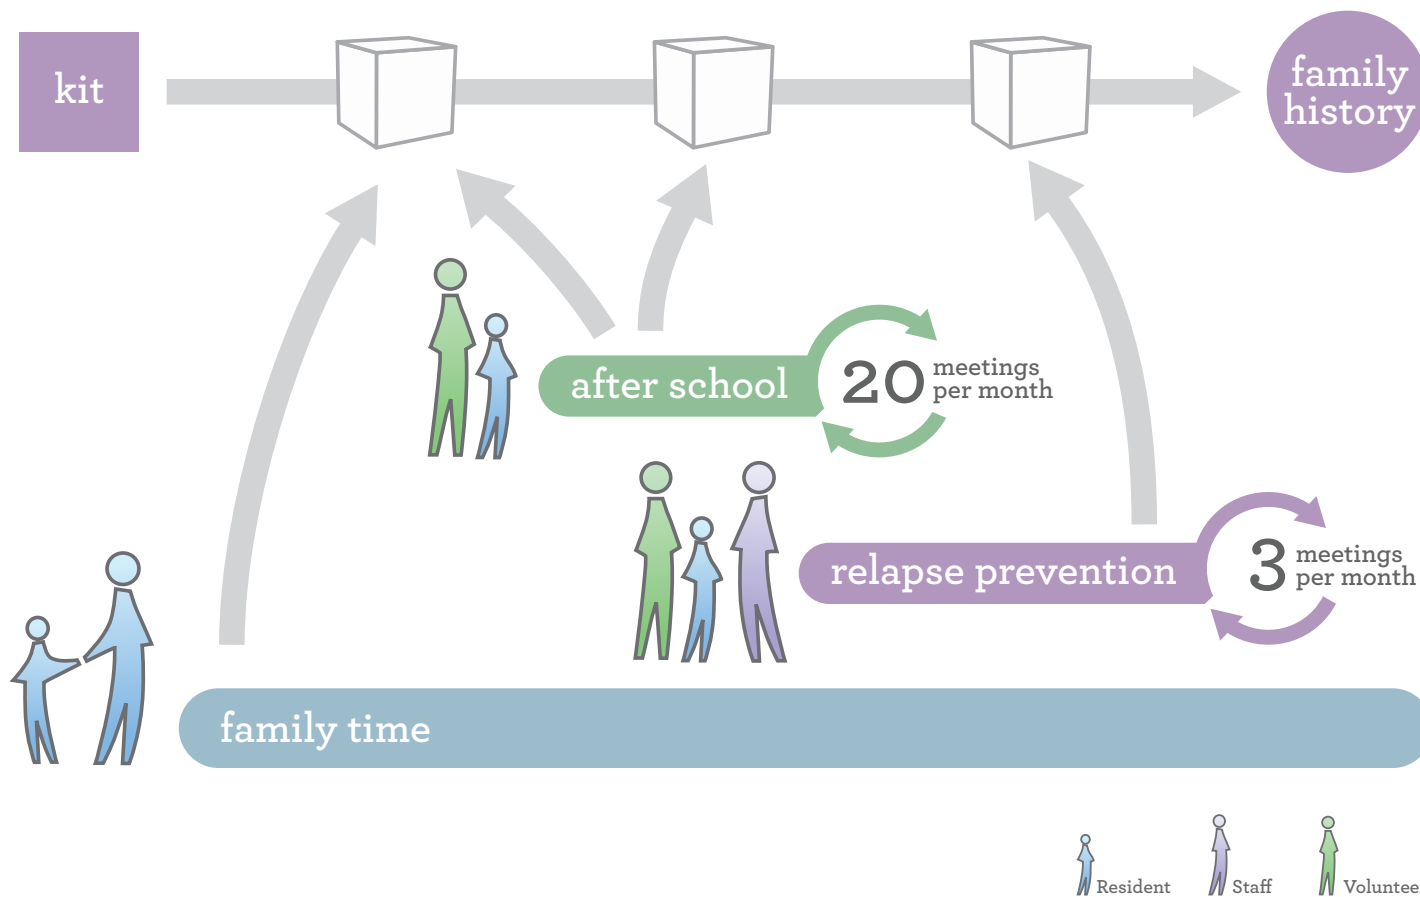 kit
family
history
after school
20 meetings
per month
relapse prevention
3 meetings
per month
family time
Resident
Staff
Voluntee